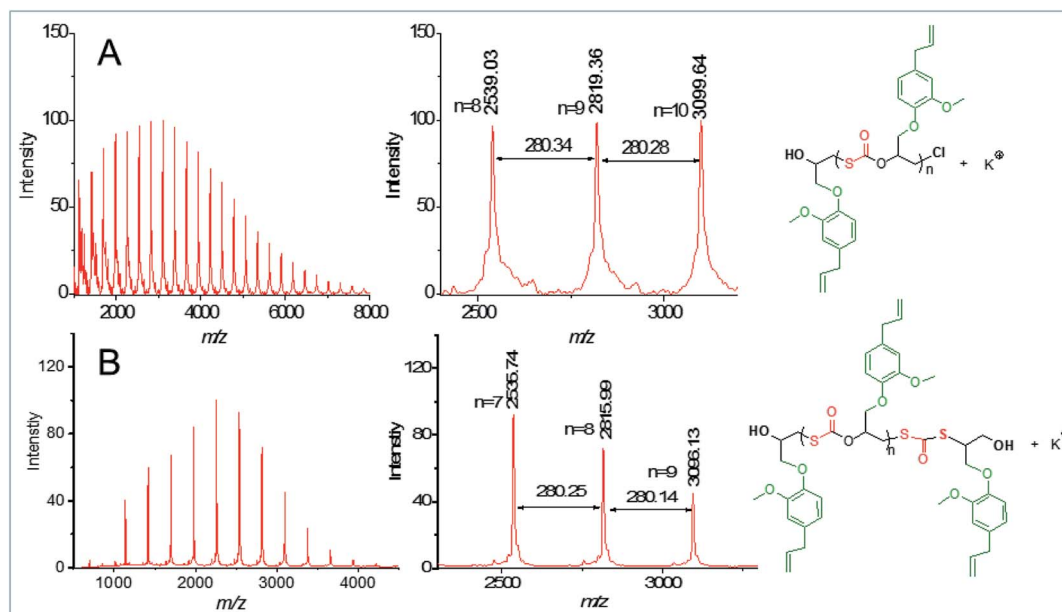 A
150
100
50
0
Intensity
2000 4000 6000 8000
m/z
150
100
50
0
Intensity
n=8
2539.03
n=9
2819.36
n=10
3099.64
280.34
280.28
2500 3000
m/z
O
O
HO
S
O
O
Cl
n
+ K⊕
O
O
B
120
80
40
0
Intenstiy
1000 2000 3000 4000
m/z
120
80
40
0
Intenstiy
n=7
2535.74
n=8
2815.99
n=9
3096.13
280.25
280.14
2500 3000
m/z
O
O
HO
S
O
O
n
S
O
S
OH
+ K
O
O
O
O